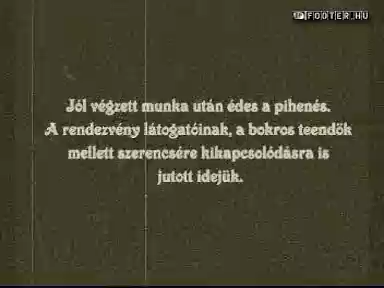 FOOTER.HU
Jól végzett munka után édes a pihenés.
A rendezvény látogatóinak, a bokros teendők
mellett szerencsére kikapcsolódásra is
jutott idejük.